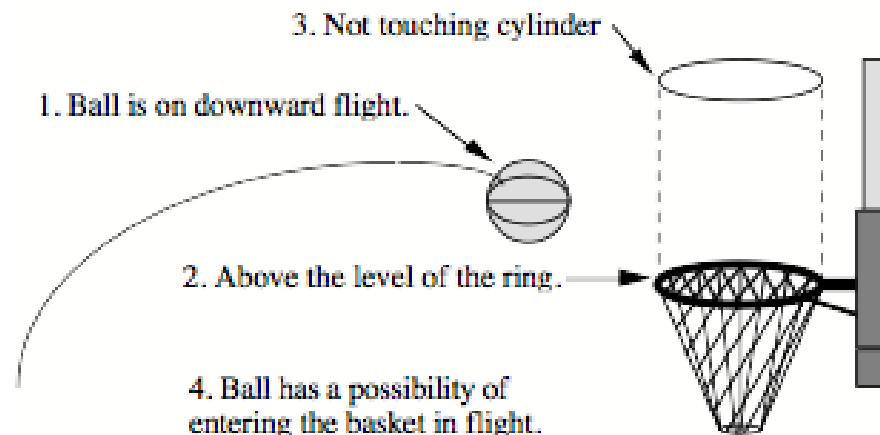 3. Not touching cylinder
1. Ball is on downward flight.
2. Above the level of the ring.
4. Ball has a possibility of
entering the basket in flight.